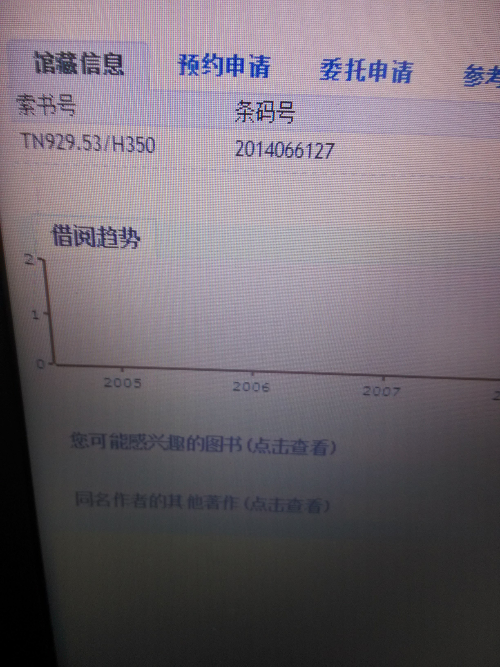 馆藏信息 预约申请 委托申请 参考
索书号 条码号
TN929.53/H350 2014066127
借阅趋势
2
1
0
2005 2006 2007 2
您可能感兴趣的图书(点击查看)
同名作者的其他著作(点击查看)